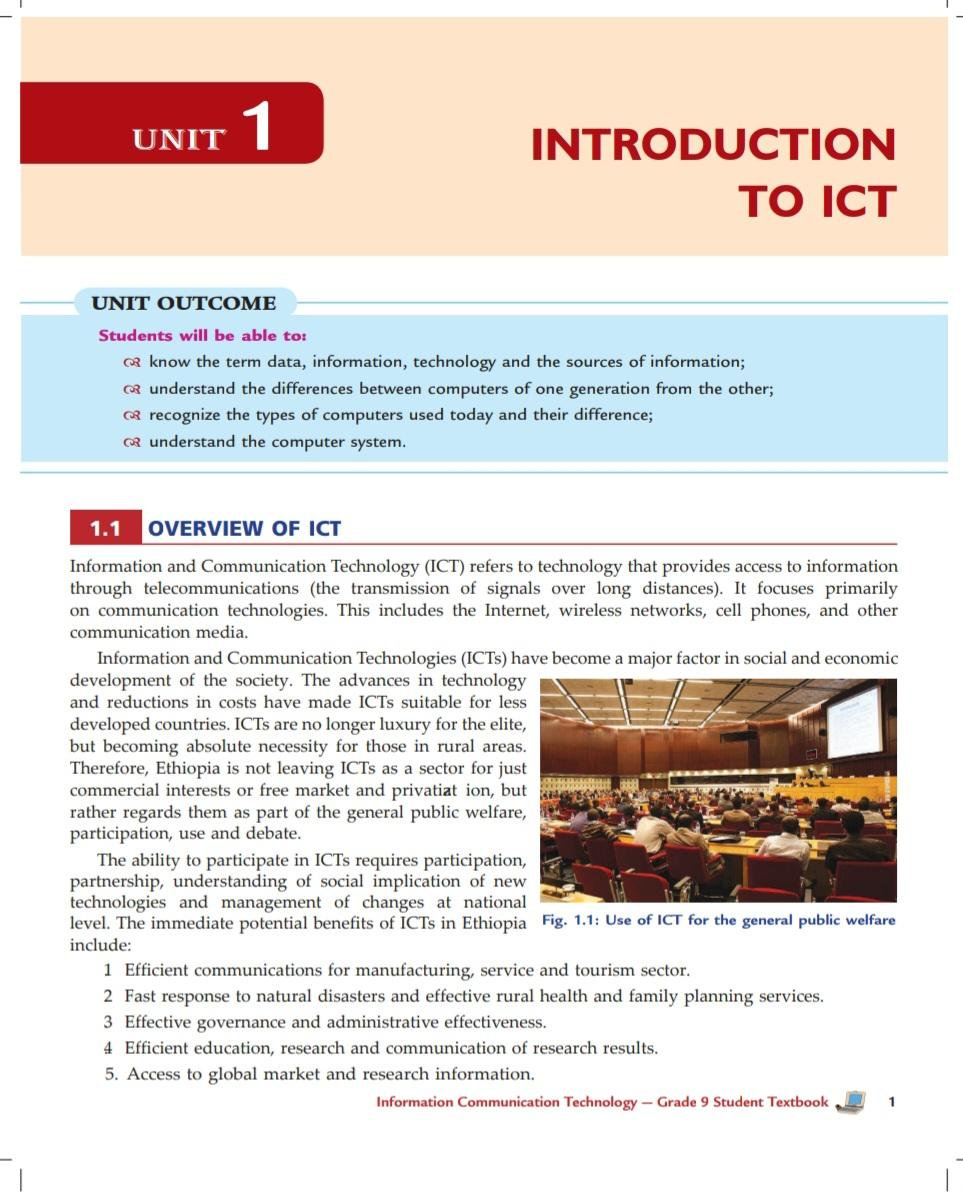 UNIT 1
INTRODUCTION
TO ICT
UNIT OUTCOME
Students will be able to:
know the term data, information, technology and the sources of information;
understand the differences between computers of one generation from the other;
recognize the types of computers used today and their difference;
understand the computer system.
1.1 OVERVIEW OF ICT
Information and Communication Technology (ICT) refers to technology that provides access to information
through telecommunications (the transmission of signals over long distances). It focuses primarily
on communication technologies. This includes the Internet, wireless networks, cell phones, and other
communication media.
Information and Communication Technologies (ICTs) have become a major factor in social and economic
development of the society. The advances in technology
and reductions in costs have made ICTs suitable for less
developed countries. ICTs are no longer luxury for the elite,
but becoming absolute necessity for those in rural areas.
Therefore, Ethiopia is not leaving ICTs as a sector for just
commercial interests or free market and privatiat ion, but
rather regards them as part of the general public welfare,
participation, use and debate.
The ability to participate in ICTs requires participation,
partnership, understanding of social implication of new
technologies and management of changes at national
level. The immediate potential benefits of ICTs in Ethiopia
include:
Fig. 1.1: Use of ICT for the general public welfare
1 Efficient communications for manufacturing, service and tourism sector.
2 Fast response to natural disasters and effective rural health and family planning services.
3 Effective governance and administrative effectiveness.
4 Efficient education, research and communication of research results.
5. Access to global market and research information.
Information Communication Technology — Grade 9 Student Textbook 1